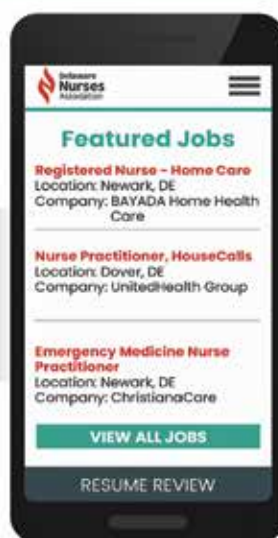 Delaware
Nurses
Association
Featured Jobs
Registered Nurse - Home Care
Location: Newark, DE
Company: BAYADA Home Health
Care
Nurse Practitioner, HouseCalls
Location: Dover, DE
Company: UnitedHealth Group
Emergency Medicine Nurse
Practitioner
Location: Newark, DE
Company: ChristianaCare
VIEW ALL JOBS
RESUME REVIEW